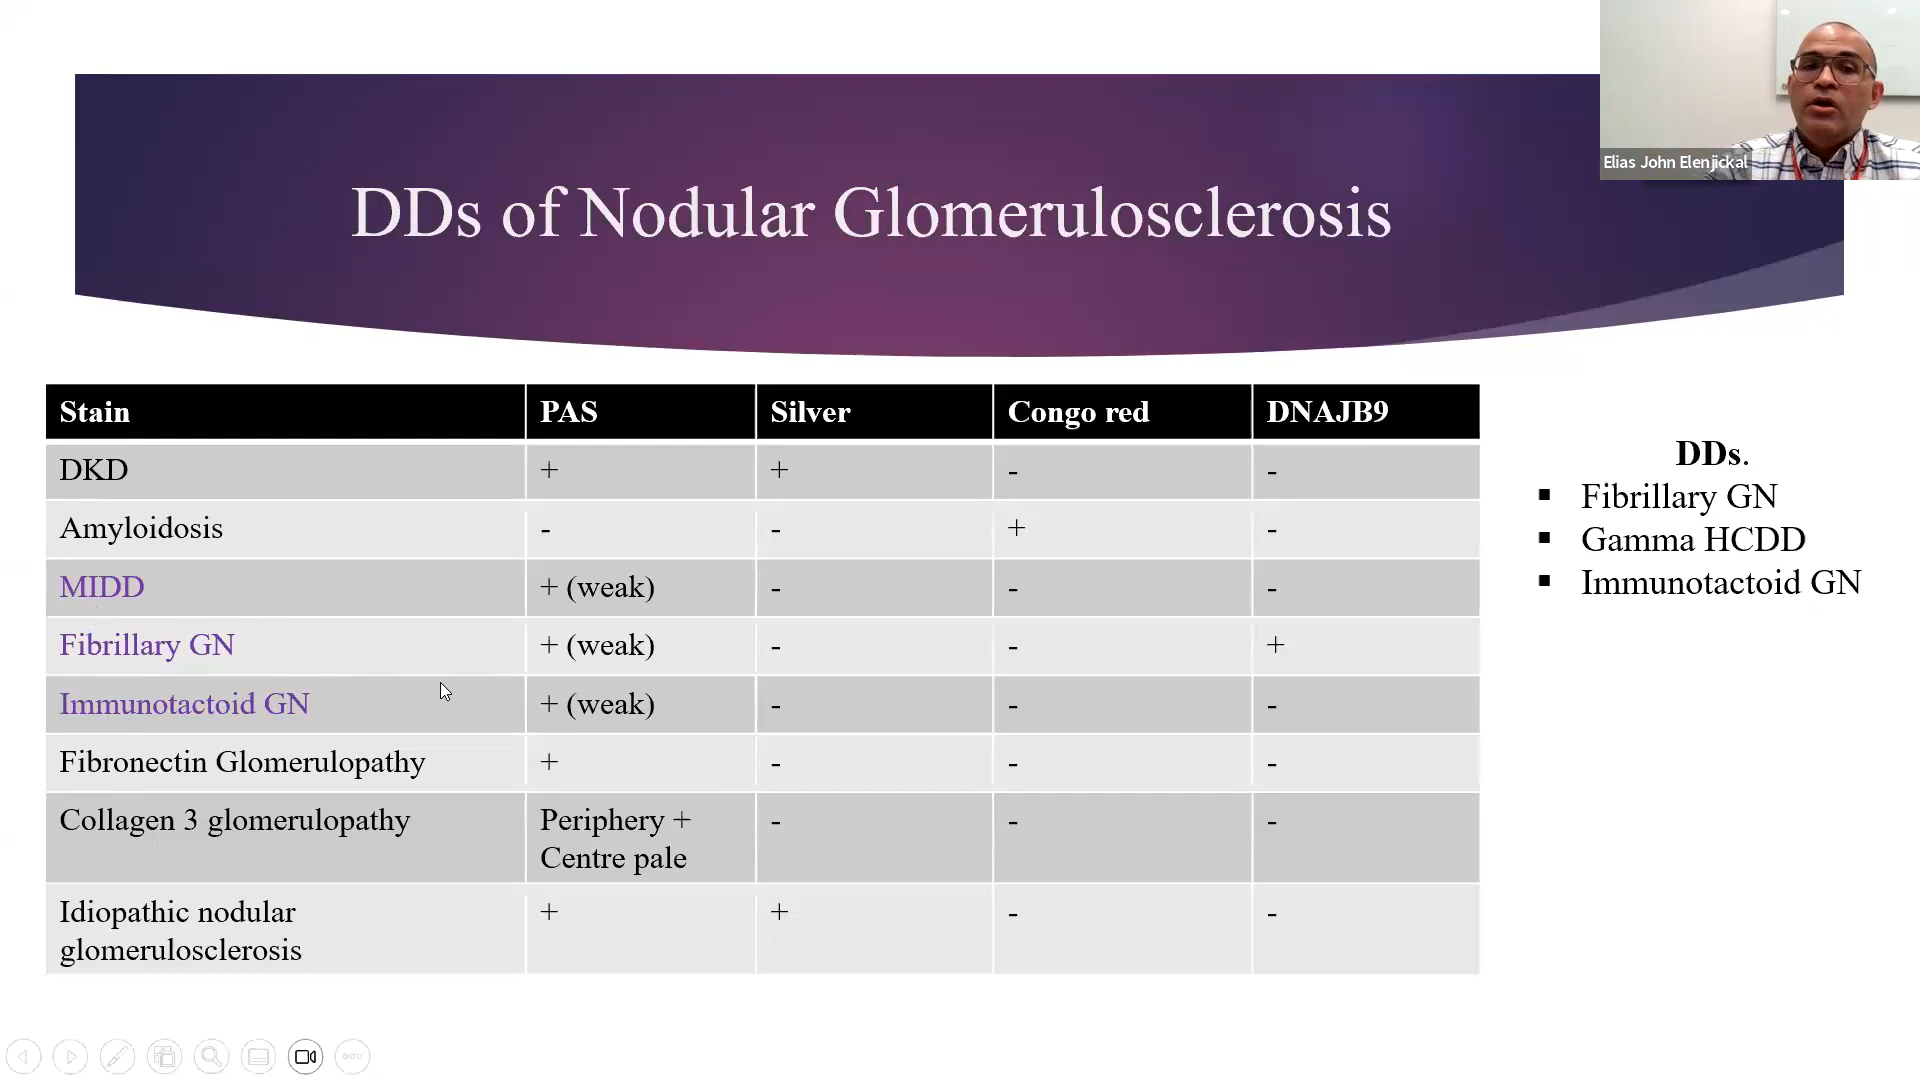 Elias John Elenjickal
DDs of Nodular Glomerulosclerosis
Stain PAS Silver Congo red DNAJB9
DKD + + - -
Amyloidosis - - + -
MIDD + (weak) - - -
Fibrillary GN + (weak) - - +
Immunotactoid GN + (weak) - - -
Fibronectin Glomerulopathy + - - -
Collagen 3 glomerulopathy Periphery + - - -
Centre pale
Idiopathic nodular + + - -
glomerulosclerosis
DDs.
▪ Fibrillary GN
▪ Gamma HCDD
▪ Immunotactoid GN